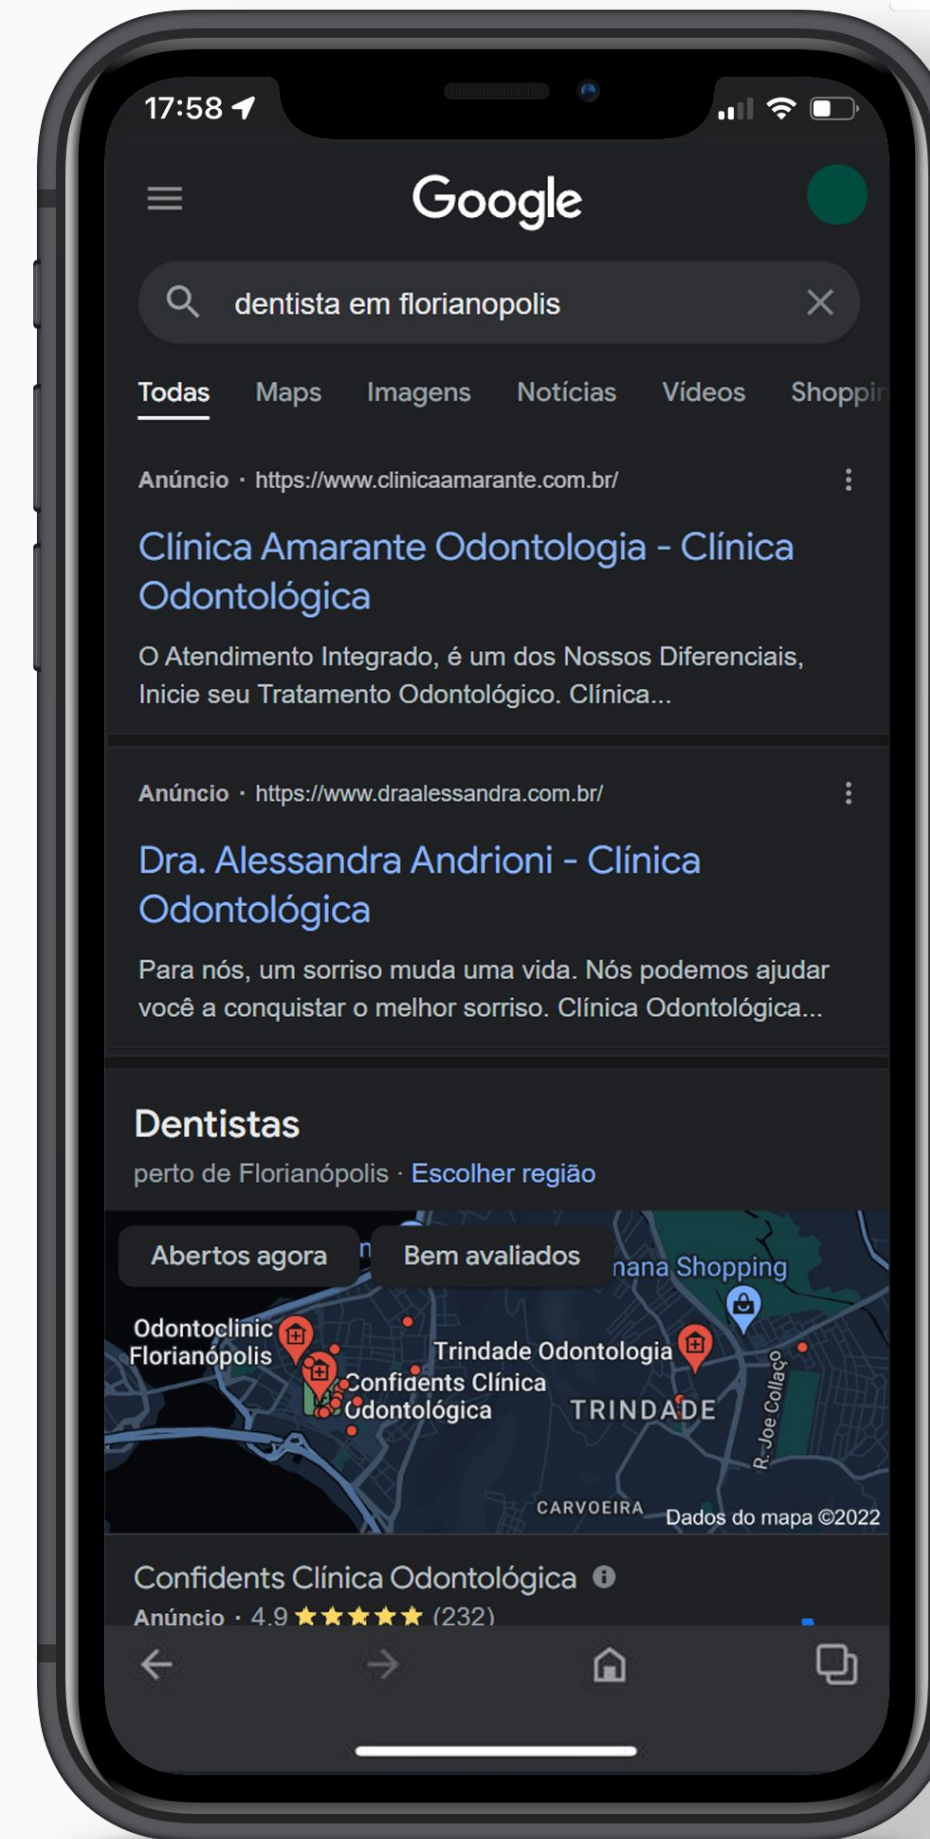 17:58
Google
dentista em florianopolis
Todas Maps Imagens Notícias Vídeos Shoppin
Anúncio · https://www.clinicaamarante.com.br/
Clínica Amarante Odontologia - Clínica
Odontológica
O Atendimento Integrado, é um dos Nossos Diferenciais,
Inicie seu Tratamento Odontológico. Clínica...
Anúncio · https://www.draalessandra.com.br/
Dra. Alessandra Andrioni - Clínica
Odontológica
Para nós, um sorriso muda uma vida. Nós podemos ajudar
você a conquistar o melhor sorriso. Clínica Odontológica...
Dentistas
perto de Florianópolis · Escolher região
Abertos agora Bem avaliados
Shopping
Odontoclinic
Florianópolis
Trindade Odontologia
Confidents Clínica
Odontológica
TRINDADE
R. Joe Collaço
CARVOEIRA
Dados do mapa ©2022
Confidents Clínica Odontológica
Anúncio · 4,9 (232)